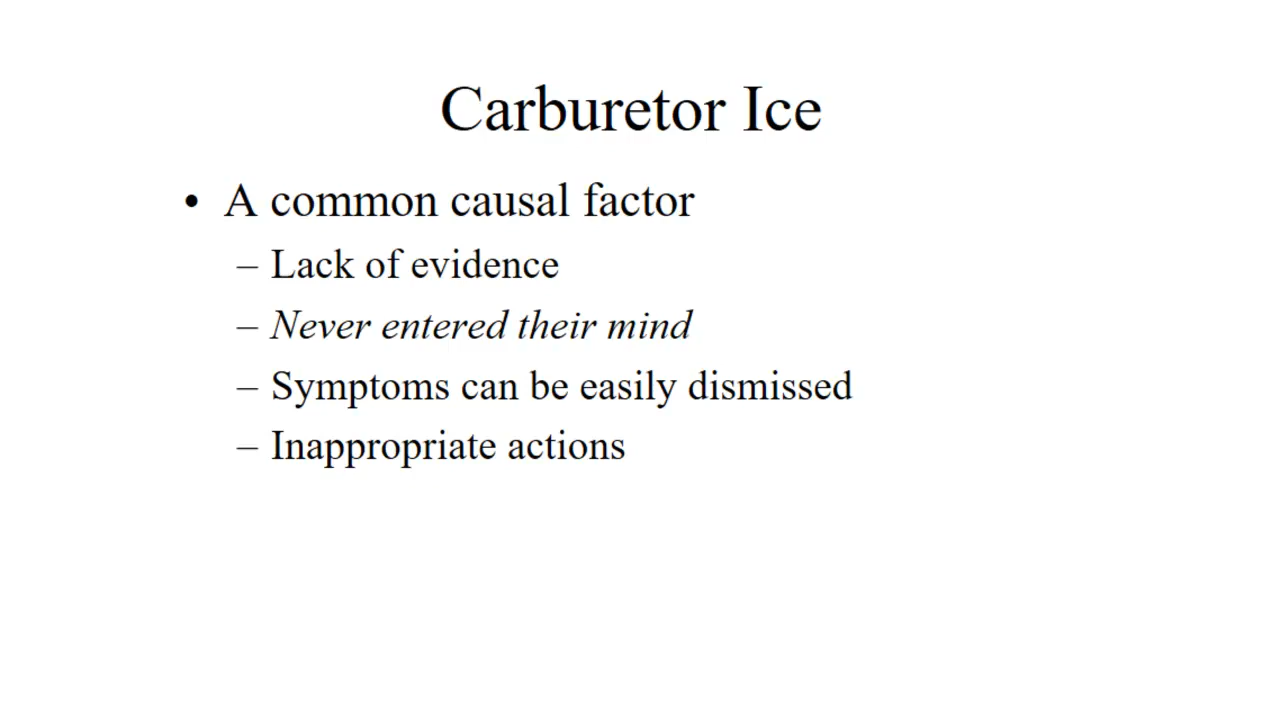 Carburetor Ice
• A common causal factor
– Lack of evidence
– Never entered their mind
– Symptoms can be easily dismissed
– Inappropriate actions